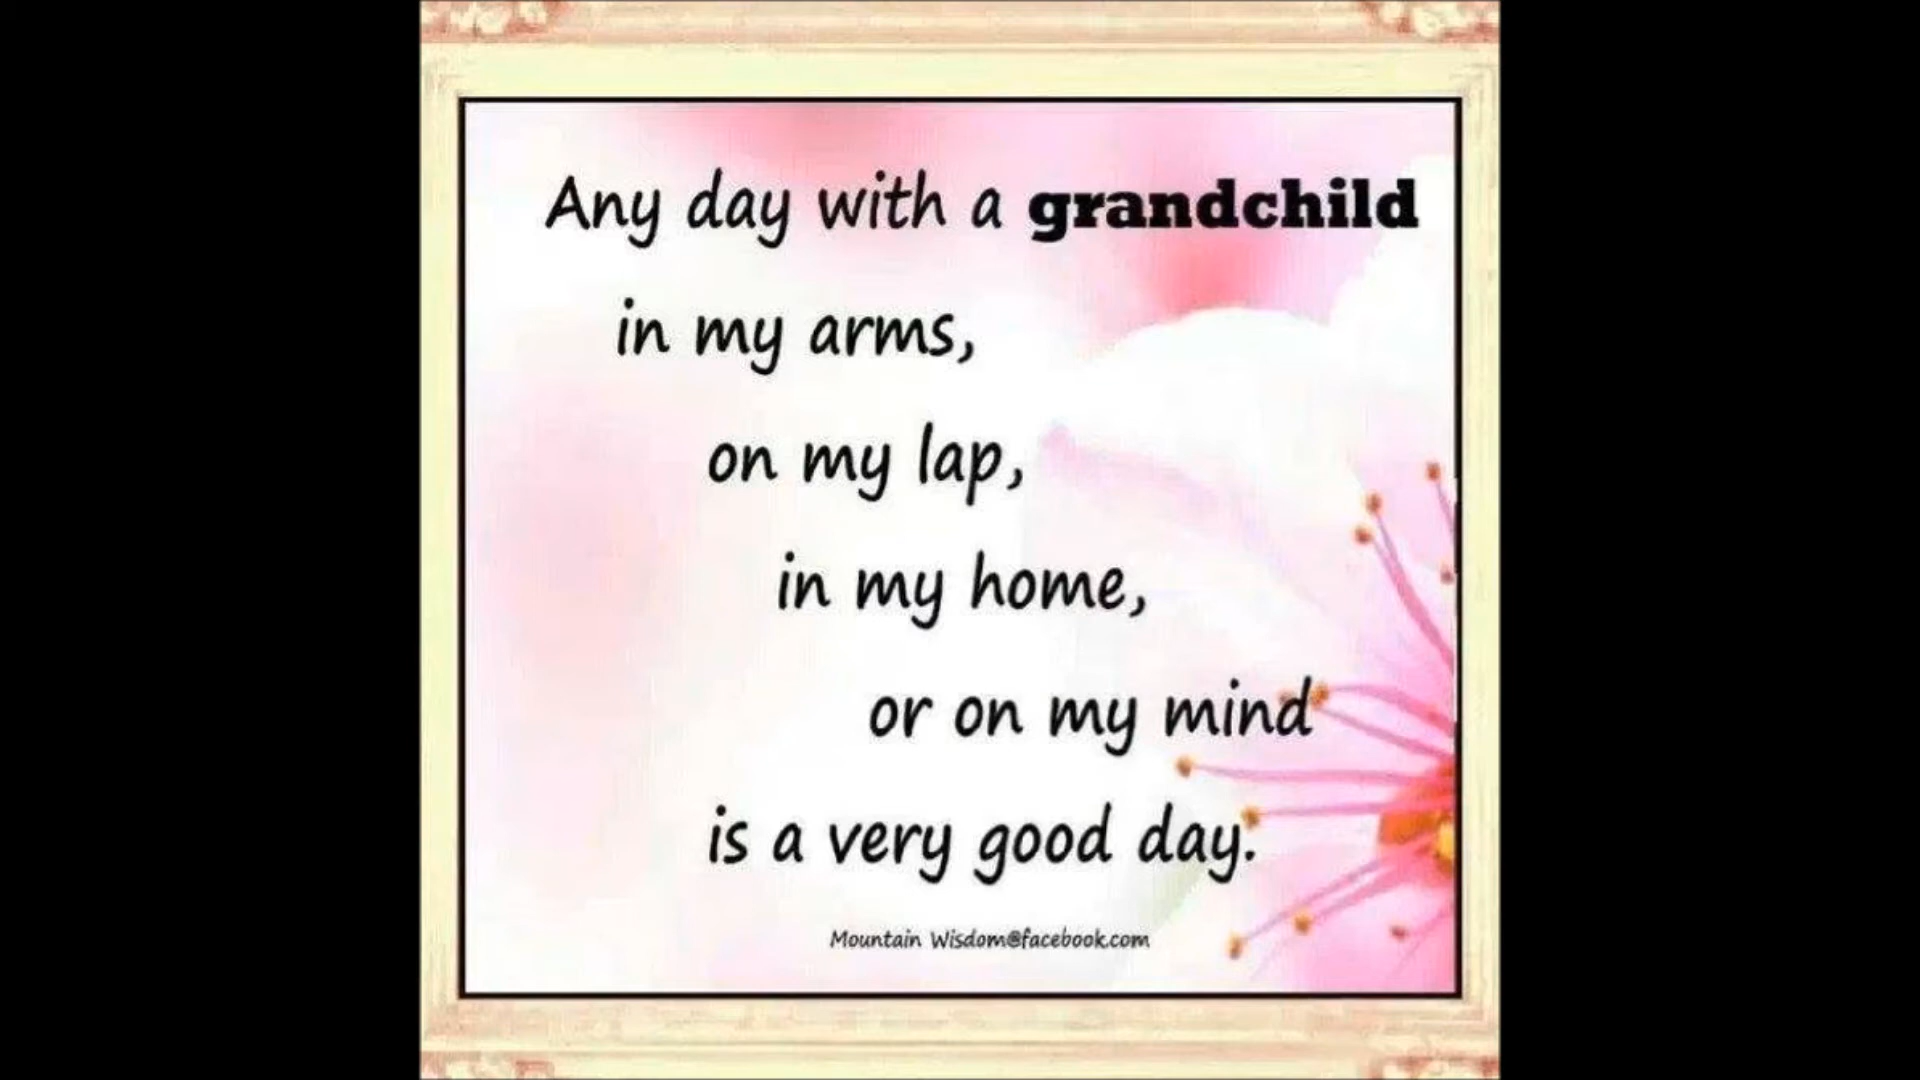 Any day with a grandchild
in my arms,
on my lap,
in my home,
or on my mind
is a very good day.
Mountain Wisdom@facebook.com